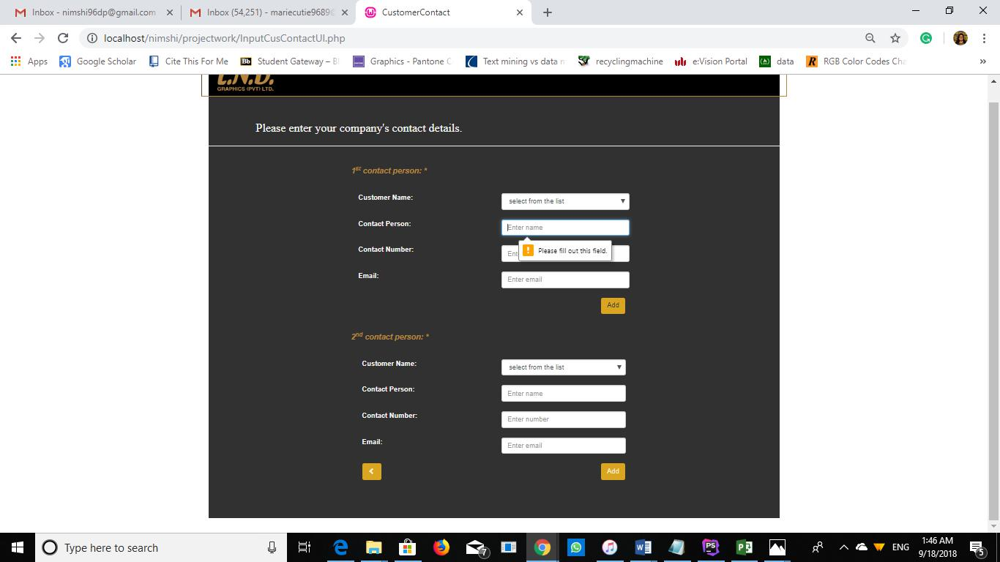 Inbox - nimshi96dp@gmail.com
Inbox (54,251) - mariecutie9689@
CustomerContact
localhost/nimshi/projectwork/InputCusContactUI.php
Apps
Google Scholar
Cite This For Me
Bb Student Gateway – Bl
Graphics - Pantone C
Text mining vs data n
recyclingmachine
e:Vision Portal
data
R RGB Color Codes Cha
L.N.D.
GRAPHICS (PVT) LTD.
Please enter your company's contact details.
1st contact person: *
Customer Name: select from the list
Contact Person: Enter name
Please fill out this field.
Contact Number: Ent
Email: Enter email
Add
2nd contact person: *
Customer Name: select from the list
Contact Person: Enter name
Contact Number: Enter number
Email: Enter email
Add
Type here to search
7
PS
ENG
1:46 AM
9/18/2018
5